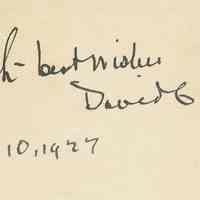 h best wishes
David G
10, 1927